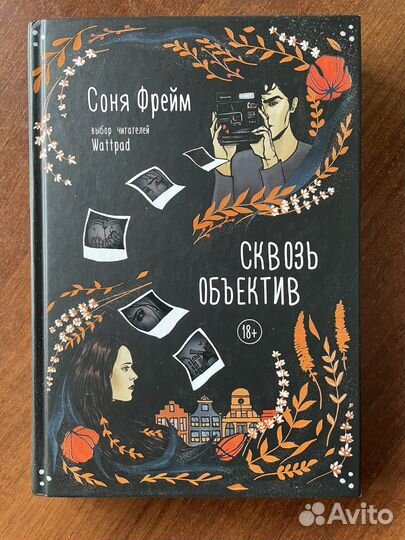 Соня Фрейм
выбор читателей
Wattpad
СКВОЗЬ
ОБЪЕКТИВ
18+
Avito